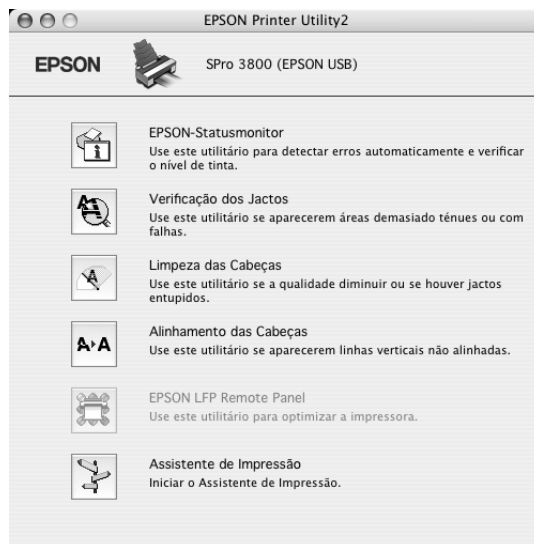 EPSON Printer Utility2
EPSON
SPro 3800 (EPSON USB)
EPSON-Statusmonitor
Use este utilitário para detectar erros automaticamente e verificar
o nível de tinta.
Verificação dos Jactos
Use este utilitário se aparecerem áreas demasiado ténues ou com
falhas.
Limpeza das Cabeças
Use este utilitário se a qualidade diminuir ou se houver jactos
entupidos.
Alinhamento das Cabeças
Use este utilitário se aparecerem linhas verticais não alinhadas.
EPSON LFP Remote Panel
Use este utilitário para optimizar a impressora.
Assistente de Impressão
Iniciar o Assistente de Impressão.